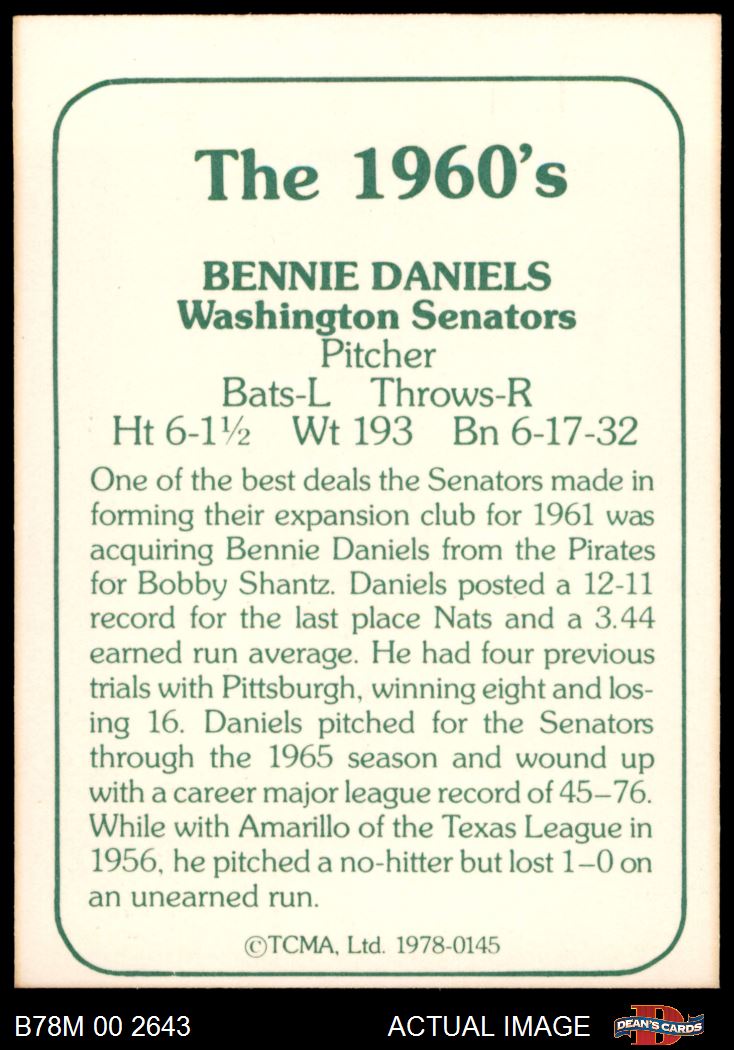 The 1960's
BENNIE DANIELS
Washington Senators
Pitcher
Bats-L Throws-R
Ht 6-1½ Wt 193 Bn 6-17-32
One of the best deals the Senators made in
forming their expansion club for 1961 was
acquiring Bennie Daniels from the Pirates
for Bobby Shantz. Daniels posted a 12-11
record for the last place Nats and a 3.44
earned run average. He had four previous
trials with Pittsburgh, winning eight and los-
ing 16. Daniels pitched for the Senators
through the 1965 season and wound up
with a career major league record of 45–76.
While with Amarillo of the Texas League in
1956, he pitched a no-hitter but lost 1–0 on
an unearned run.
©TCMA, Ltd. 1978-0145
B78M 00 2643 ACTUAL IMAGE D DEAN'S CARDS